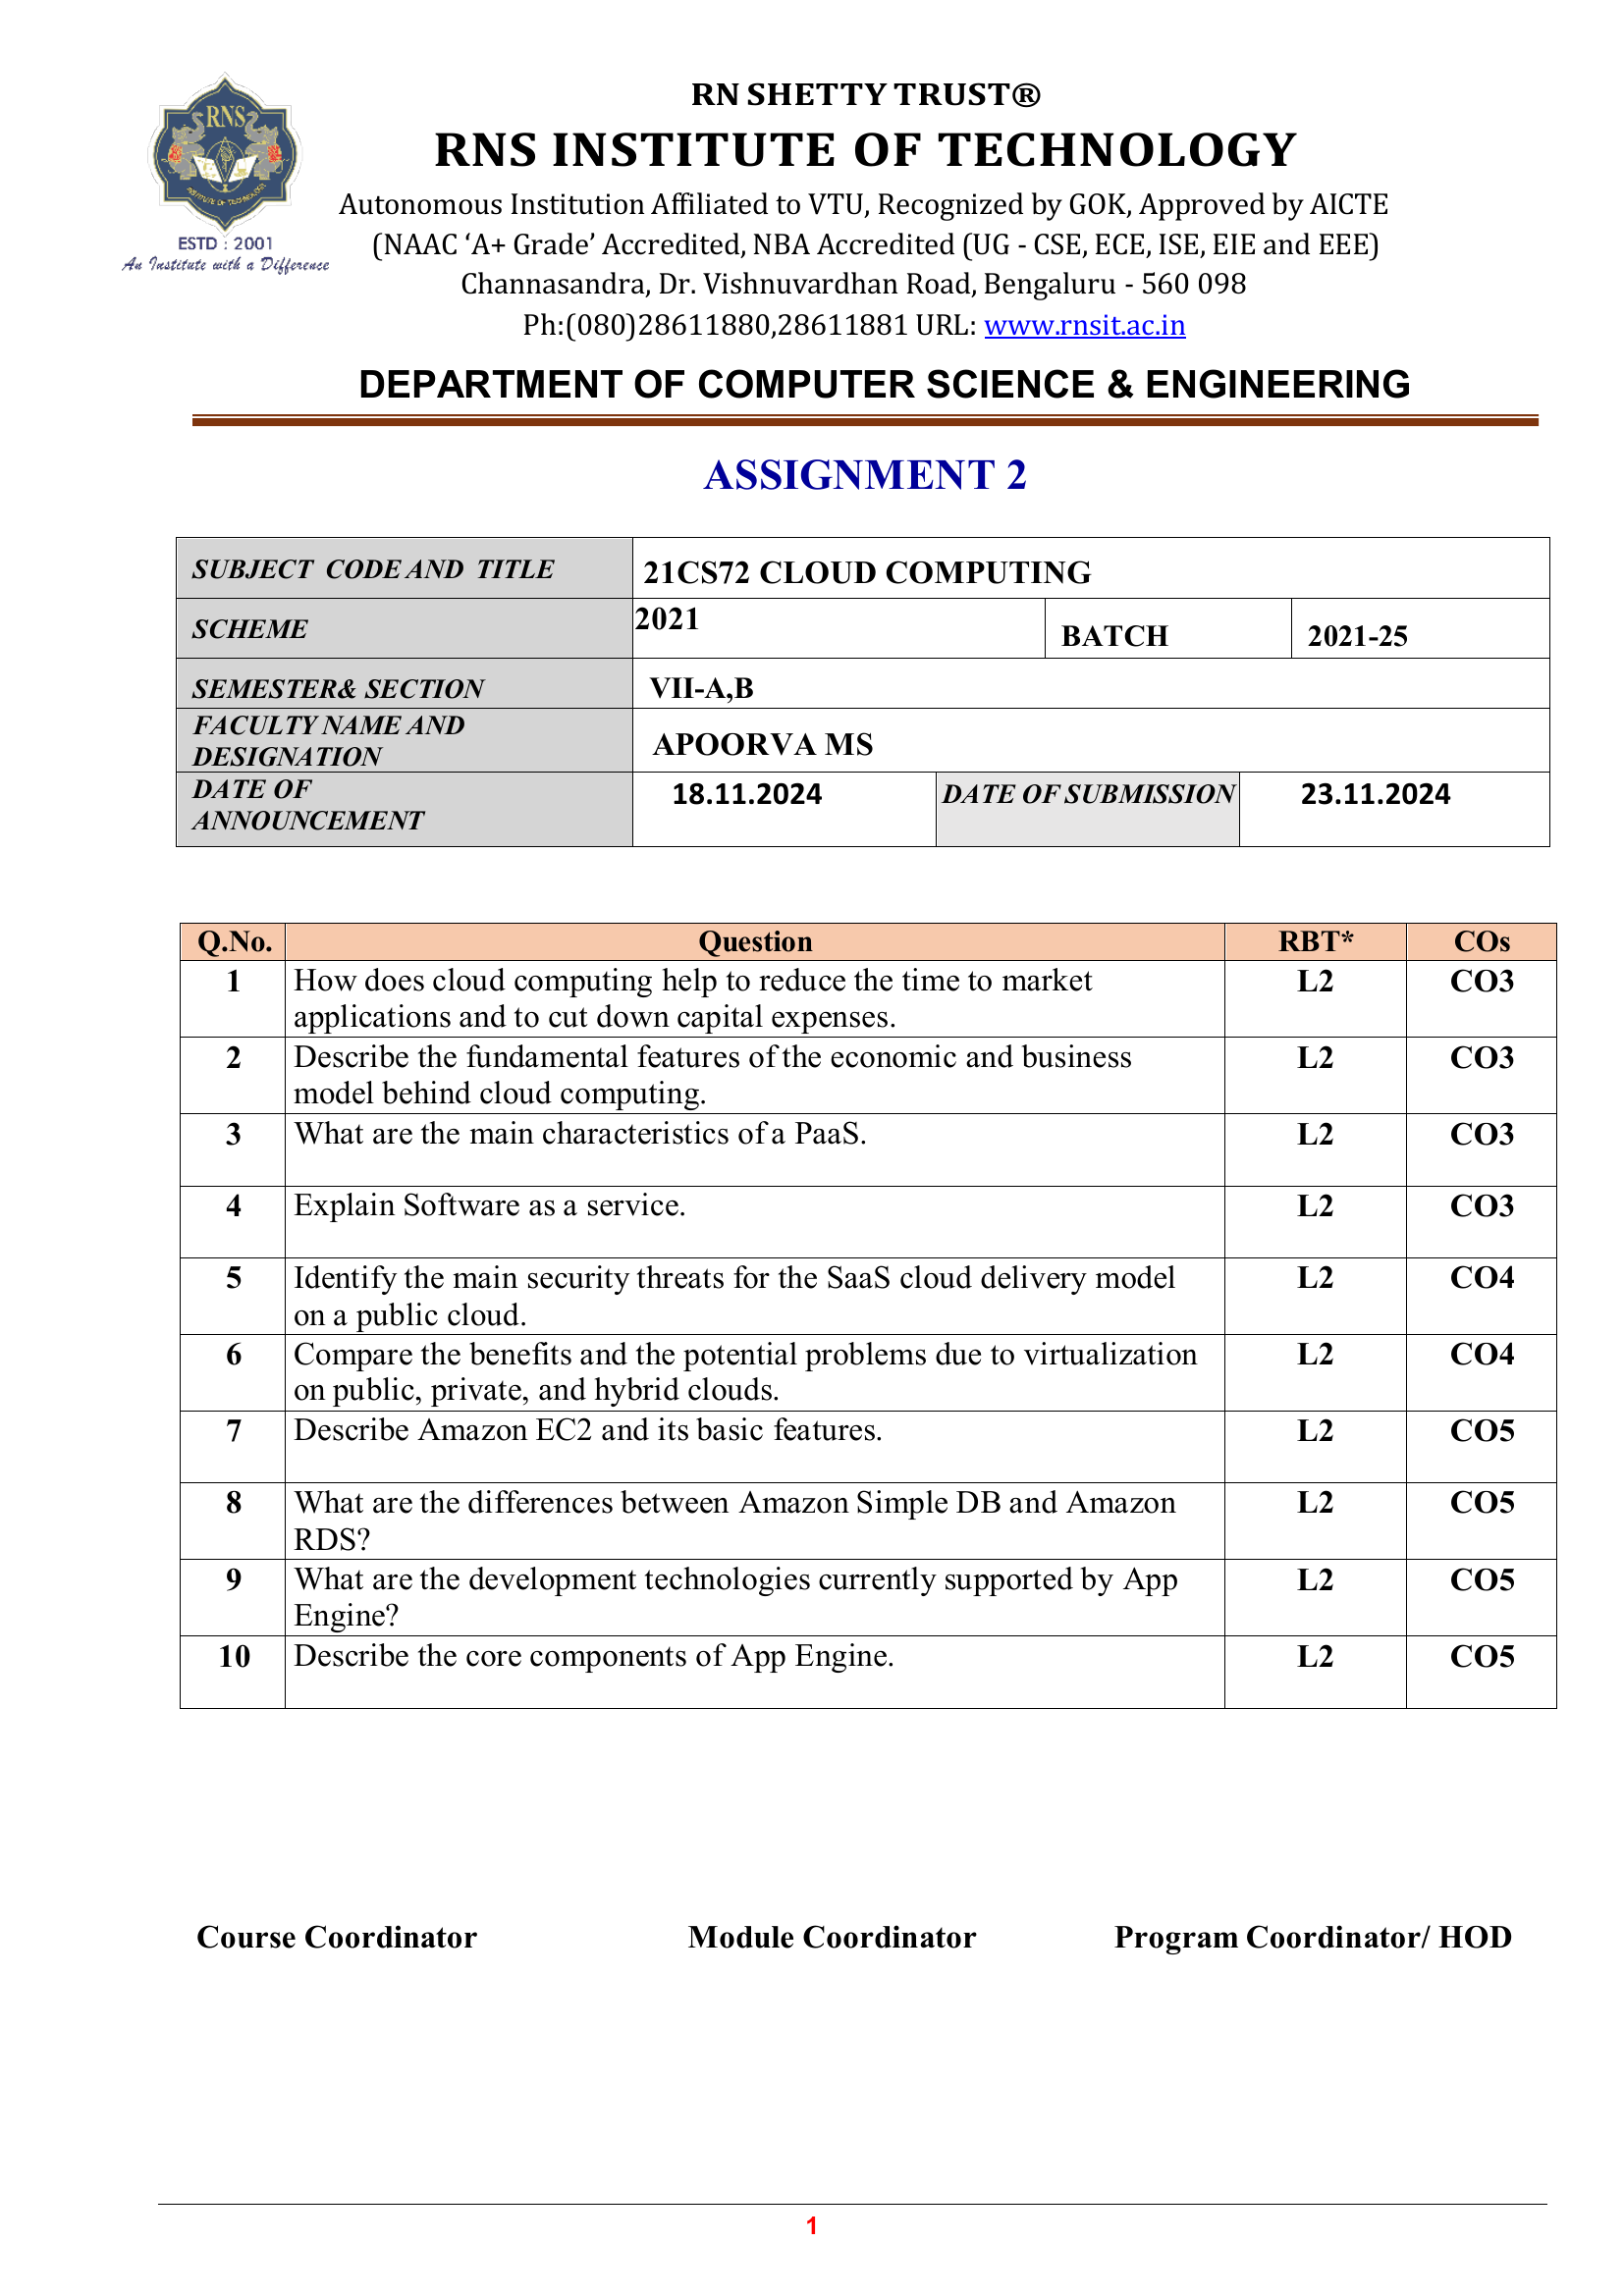 RN SHETTY TRUST®
RNS INSTITUTE OF TECHNOLOGY
Autonomous Institution Affiliated to VTU, Recognized by GOK, Approved by AICTE
(NAAC ‘A+ Grade’ Accredited, NBA Accredited (UG - CSE, ECE, ISE, EIE and EEE)
Channasandra, Dr. Vishnuvardhan Road, Bengaluru - 560 098
Ph:(080)28611880,28611881 URL: www.rnsit.ac.in
RNS
INSTITUTE OF TECHNOLOGY
ESTD : 2001
An Institute with a Difference
DEPARTMENT OF COMPUTER SCIENCE & ENGINEERING
ASSIGNMENT 2
SUBJECT CODE AND TITLE 21CS72 CLOUD COMPUTING
SCHEME 2021 BATCH 2021-25
SEMESTER& SECTION VII-A,B
FACULTY NAME AND
DESIGNATION APOORVA MS
DATE OF
ANNOUNCEMENT 18.11.2024 DATE OF SUBMISSION 23.11.2024
Q.No. Question RBT* COs
1 How does cloud computing help to reduce the time to market L2 CO3
applications and to cut down capital expenses.
2 Describe the fundamental features of the economic and business L2 CO3
model behind cloud computing.
3 What are the main characteristics of a PaaS. L2 CO3
4 Explain Software as a service. L2 CO3
5 Identify the main security threats for the SaaS cloud delivery model L2 CO4
on a public cloud.
6 Compare the benefits and the potential problems due to virtualization L2 CO4
on public, private, and hybrid clouds.
7 Describe Amazon EC2 and its basic features. L2 CO5
8 What are the differences between Amazon Simple DB and Amazon L2 CO5
RDS?
9 What are the development technologies currently supported by App L2 CO5
Engine?
10 Describe the core components of App Engine. L2 CO5
Course Coordinator Module Coordinator Program Coordinator/ HOD
1